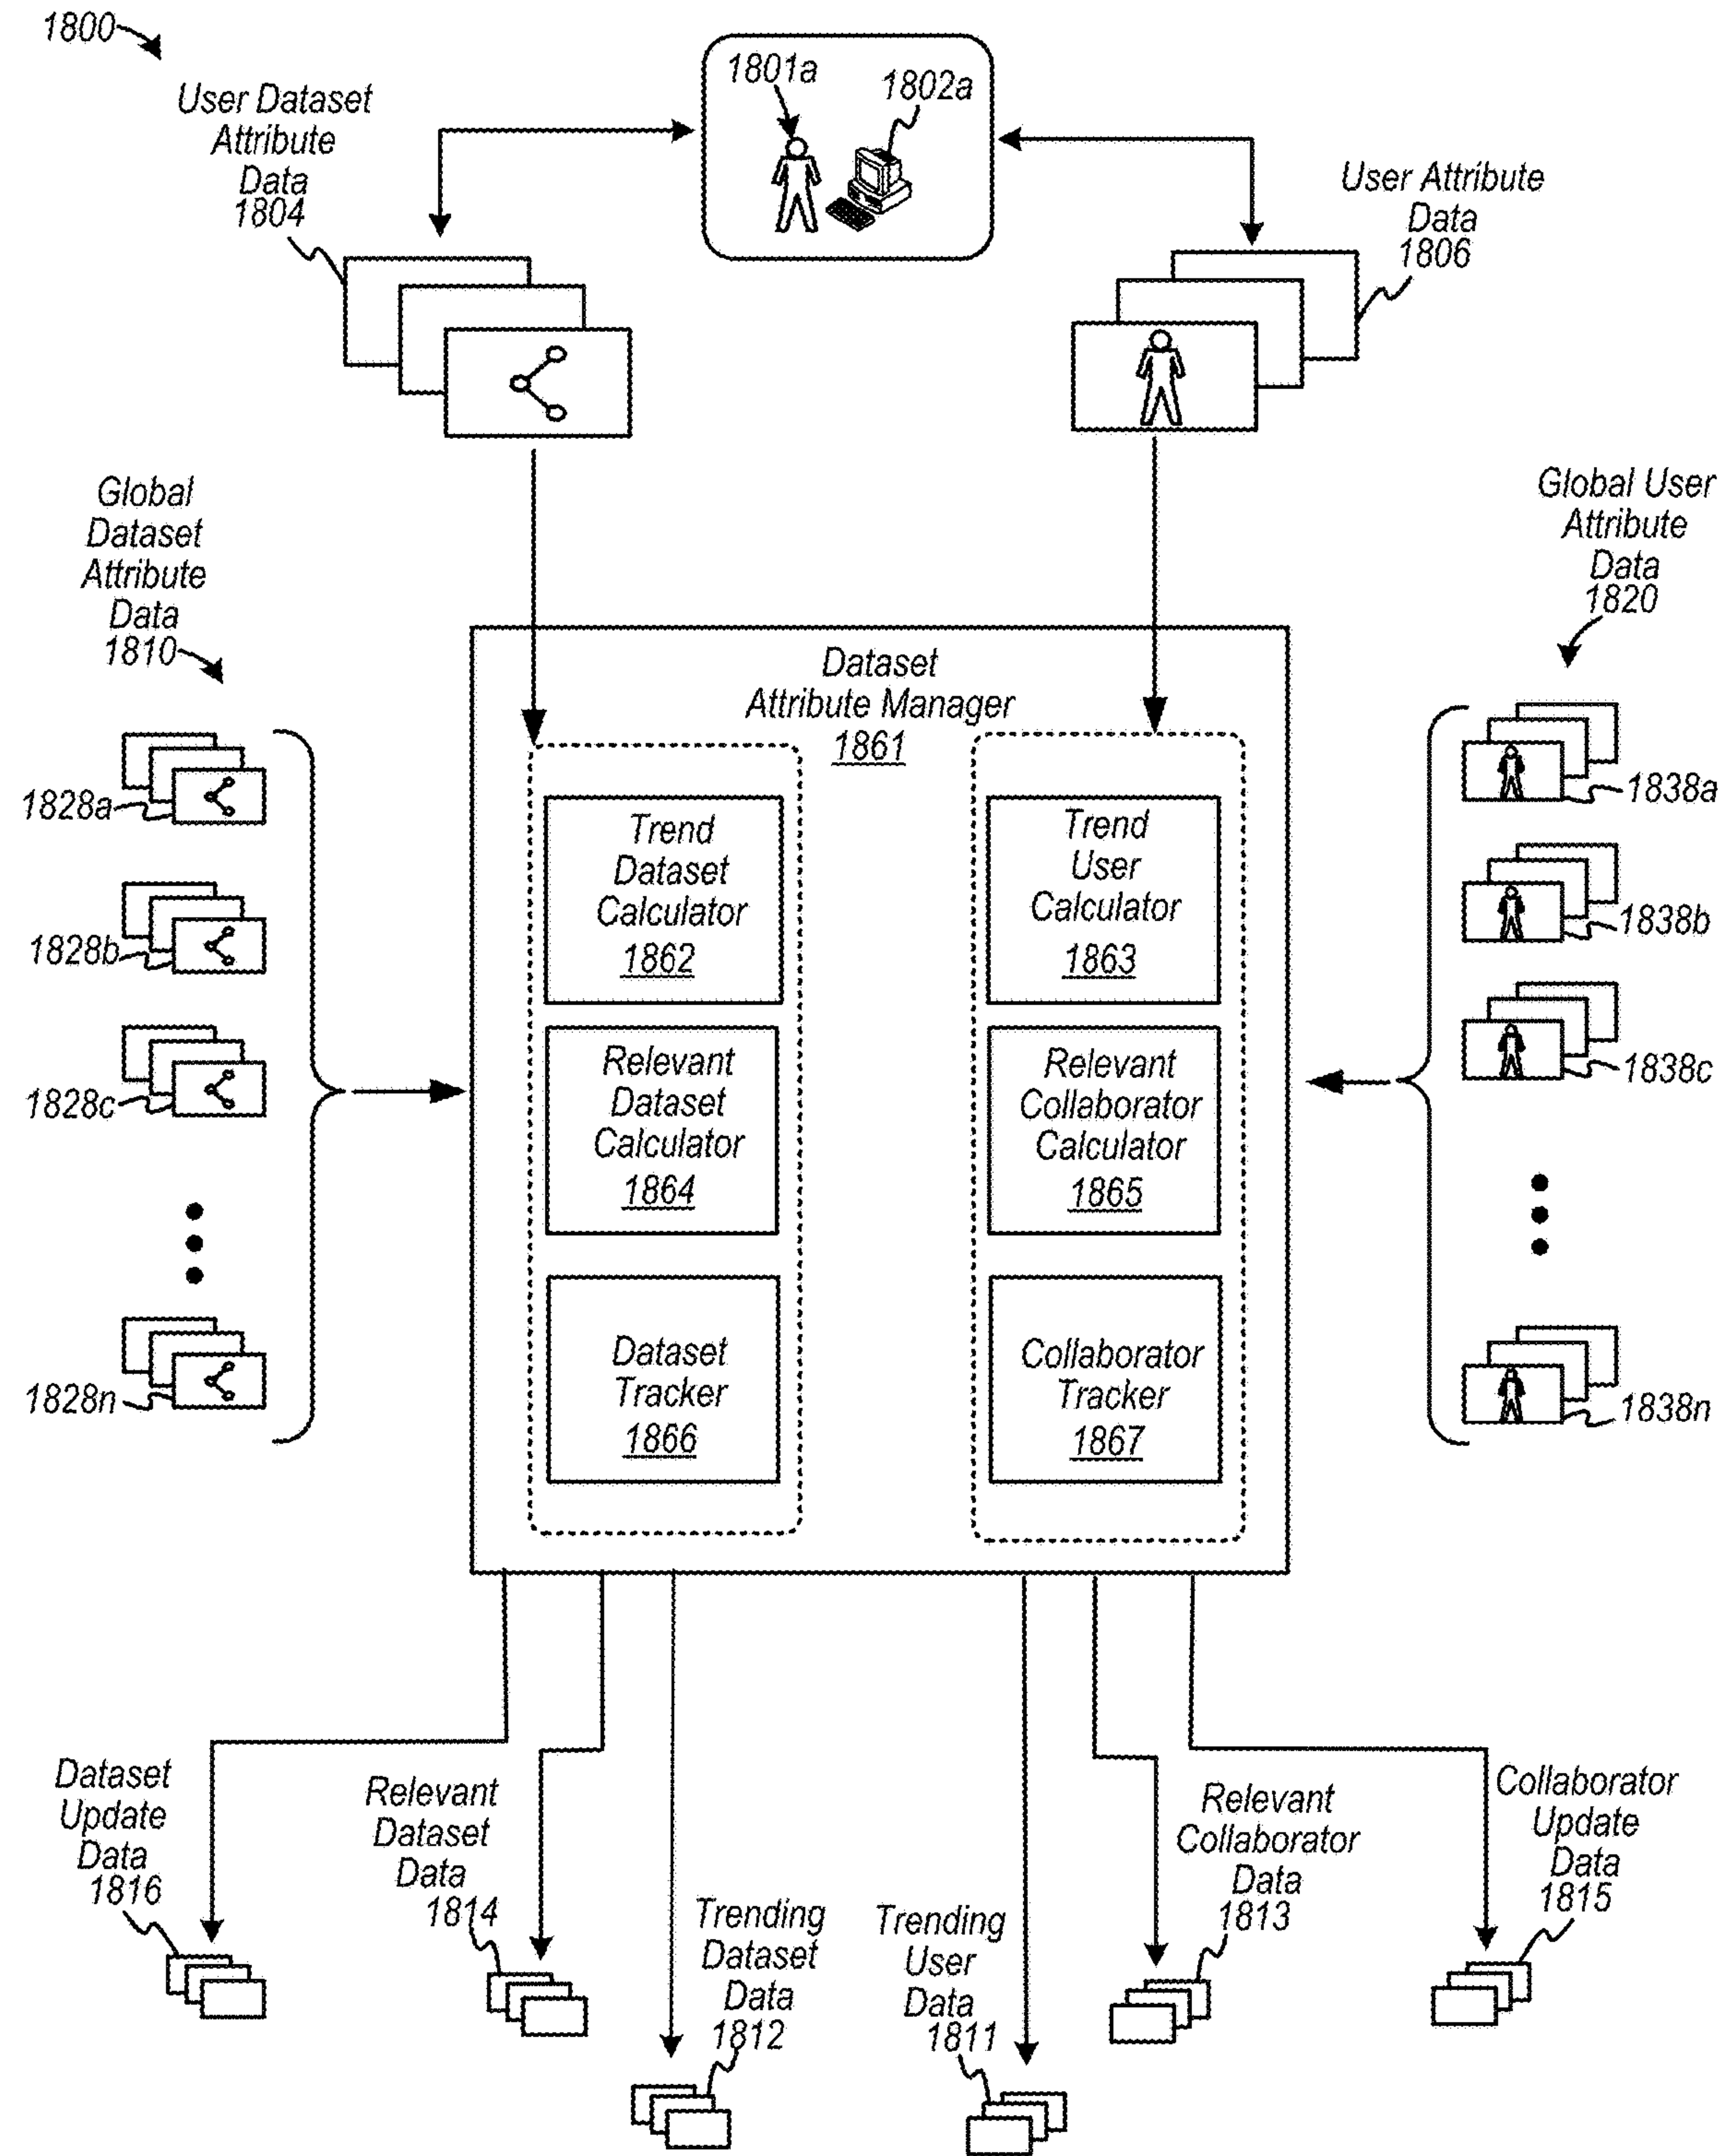 1800
1801a
1802a
User Dataset
Attribute
Data
1804
User Attribute
Data
1806
Global
Dataset
Attribute
Data
1810
Global User
Attribute
Data
1820
Dataset
Attribute Manager
1861
1828a
1828b
1828c
1828n
Trend
Dataset
Calculator
1862
Relevant
Dataset
Calculator
1864
Dataset
Tracker
1866
Trend
User
Calculator
1863
Relevant
Collaborator
Calculator
1865
Collaborator
Tracker
1867
1838a
1838b
1838c
1838n
Dataset
Update
Data
1816
Relevant
Dataset
Data
1814
Trending
Dataset
Data
1812
Trending
User
Data
1811
Relevant
Collaborator
Data
1813
Collaborator
Update
Data
1815